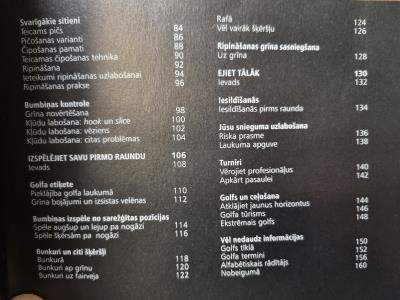 Svarīgākie sitieni
Teicams pičs 84
Pičošanas varianti 86
Čipošanas pamati 88
Teicamas čipošanas tehnika 90
Ripināšana 92
Ieteikumi ripināšanas uzlabošanai 94
Ripināšanas prakse 96
Bumbiņas kontrole
Grīna novērtēšana 98
Kļūdu labošana: hook un slice 100
Kļūdu labošana: vēziens 102
Kļūdu labošana: citas problēmas 104
IZSPĒLĒJIET SAVU PIRMO RAUNDU 106
Ievads 108
Golfa etiķete
Pieklājība golfa laukumā 110
Grīna bojājumi un izsistas velēnas 112
Bumbiņas izspēle no sarežģītas pozīcijas
Spēle augšup un lejup pa nogāzi 114
Spēle šķērsām pa nogāzi 116
Bunkuri un citi šķēršļi
Bunkurā 118
Bunkuri ap grīnu 120
Bunkuri uz fairveja 122
Rafā 124
Vēl vairāk šķēršļu 126
Ripināšanas grīna sasniegšana
Uz grīna 128
EJIET TĀLĀK 130
Ievads 132
Iesildīšanās
Iesildīšanās pirms raunda 134
Jūsu snieguma uzlabošana
Riska prasme 136
Laukuma apguve 138
Turnīri
Vērojiet profesionāļus 140
Apkārt pasaulei 142
Golfs un ceļošana
Atklājiet jaunus horizontus 144
Golfa tūrisms 146
Ekstrēmais golfs 148
Vēl nedaudz informācijas
Golfs tīklā 150
Golfa termini 152
Alfabētiskais rādītājs 156
Nobeigumā 160